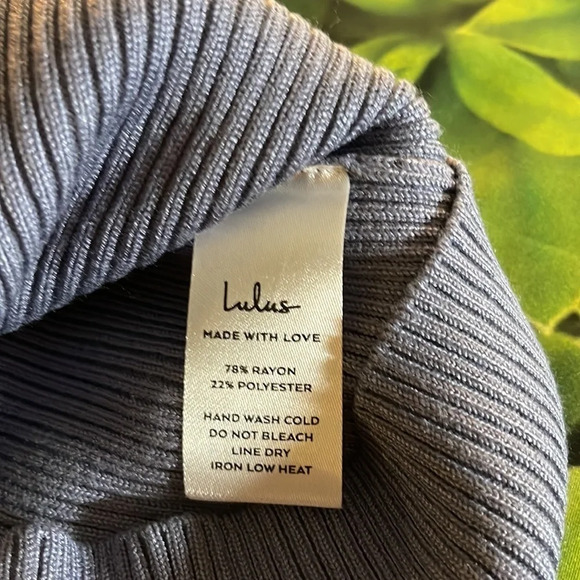 Lulus
MADE WITH LOVE
78% RAYON
22% POLYESTER
HAND WASH COLD
DO NOT BLEACH
LINE DRY
IRON LOW HEAT